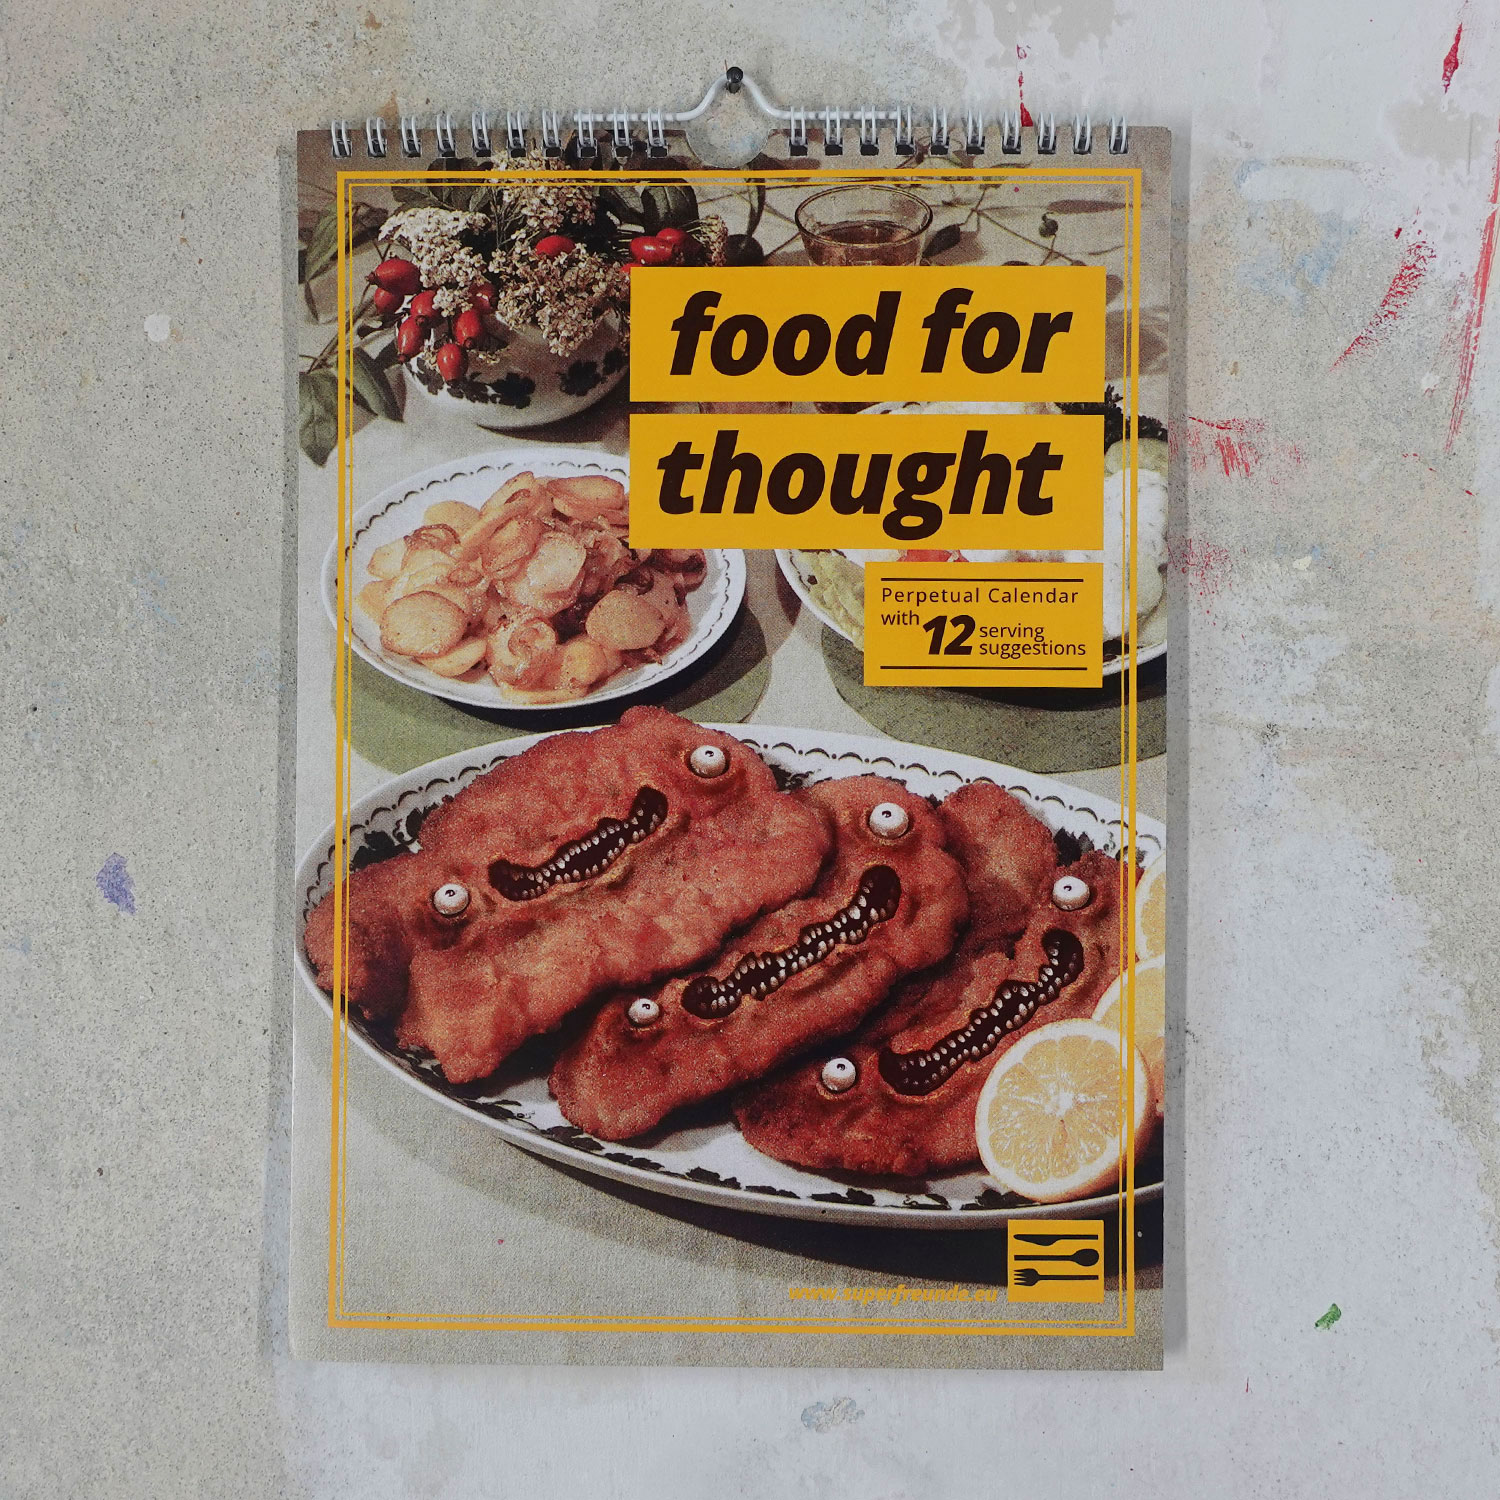 food for
thought
Perpetual Calendar
with 12 serving
suggestions
www.superfreunde.eu